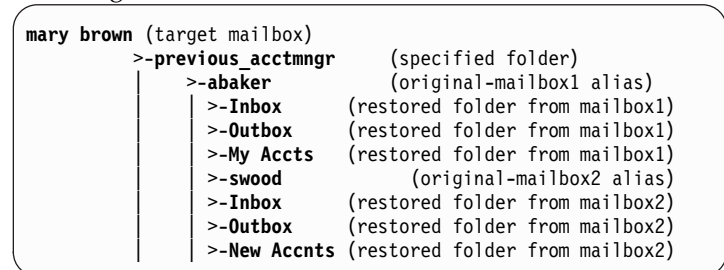 mary brown (target mailbox)
>-previous_acctmngr (specified folder)
>-abaker (original-mailbox1 alias)
>-Inbox (restored folder from mailbox1)
>-Outbox (restored folder from mailbox1)
>-My Accts (restored folder from mailbox1)
>-swood (original-mailbox2 alias)
>-Inbox (restored folder from mailbox2)
>-Outbox (restored folder from mailbox2)
>-New Accnts (restored folder from mailbox2)